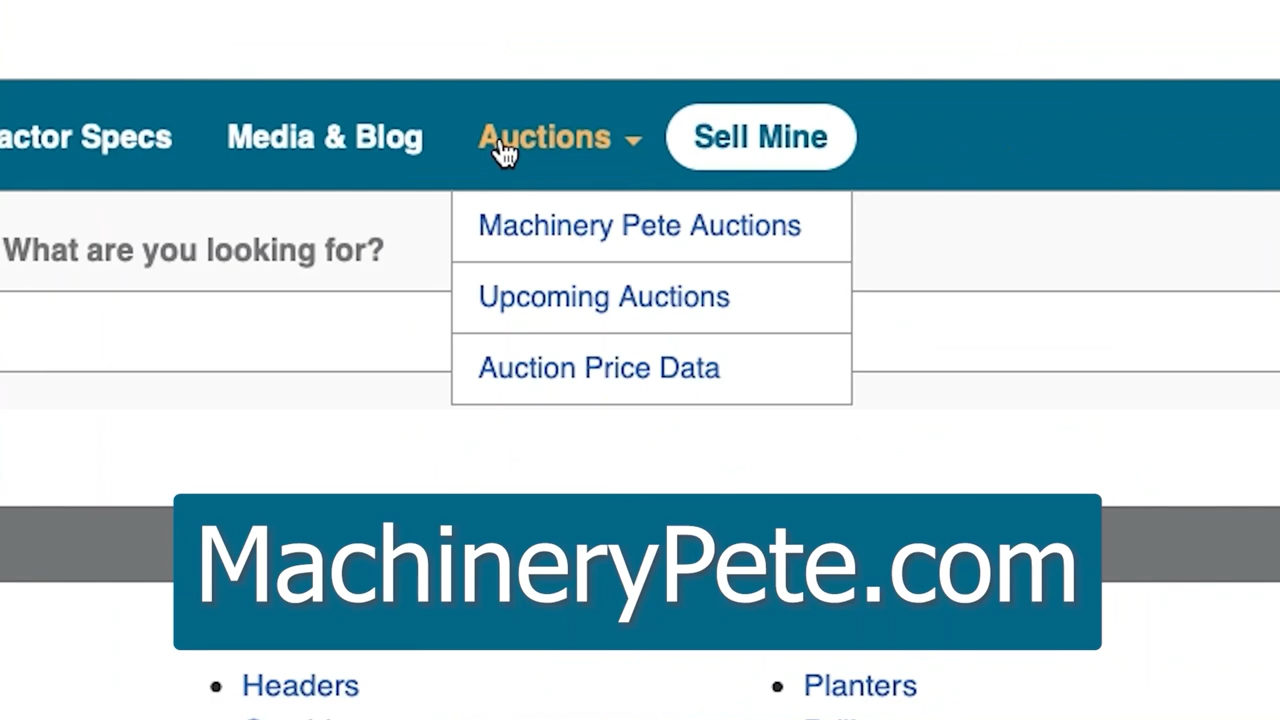 actor Specs Media & Blog Auctions Sell Mine
Machinery Pete Auctions
What are you looking for?
Upcoming Auctions
Auction Price Data
MachineryPete.com
Headers Planters